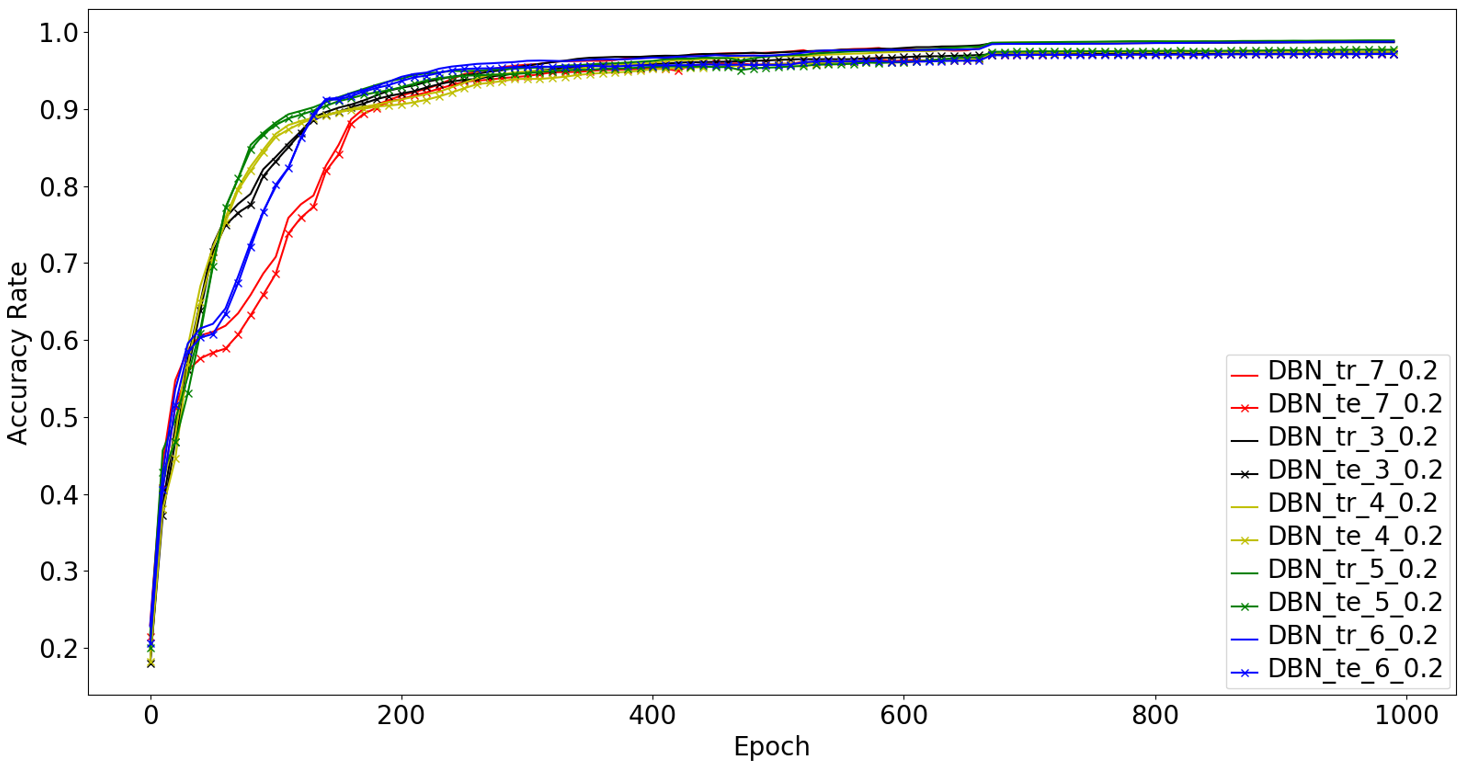 1.0
0.9
0.8
0.7
0.6
0.5
0.4
0.3
0.2
Accuracy Rate
0 200 400 600 800 1000
Epoch
DBN_tr_7_0.2
DBN_te_7_0.2
DBN_tr_3_0.2
DBN_te_3_0.2
DBN_tr_4_0.2
DBN_te_4_0.2
DBN_tr_5_0.2
DBN_te_5_0.2
DBN_tr_6_0.2
DBN_te_6_0.2